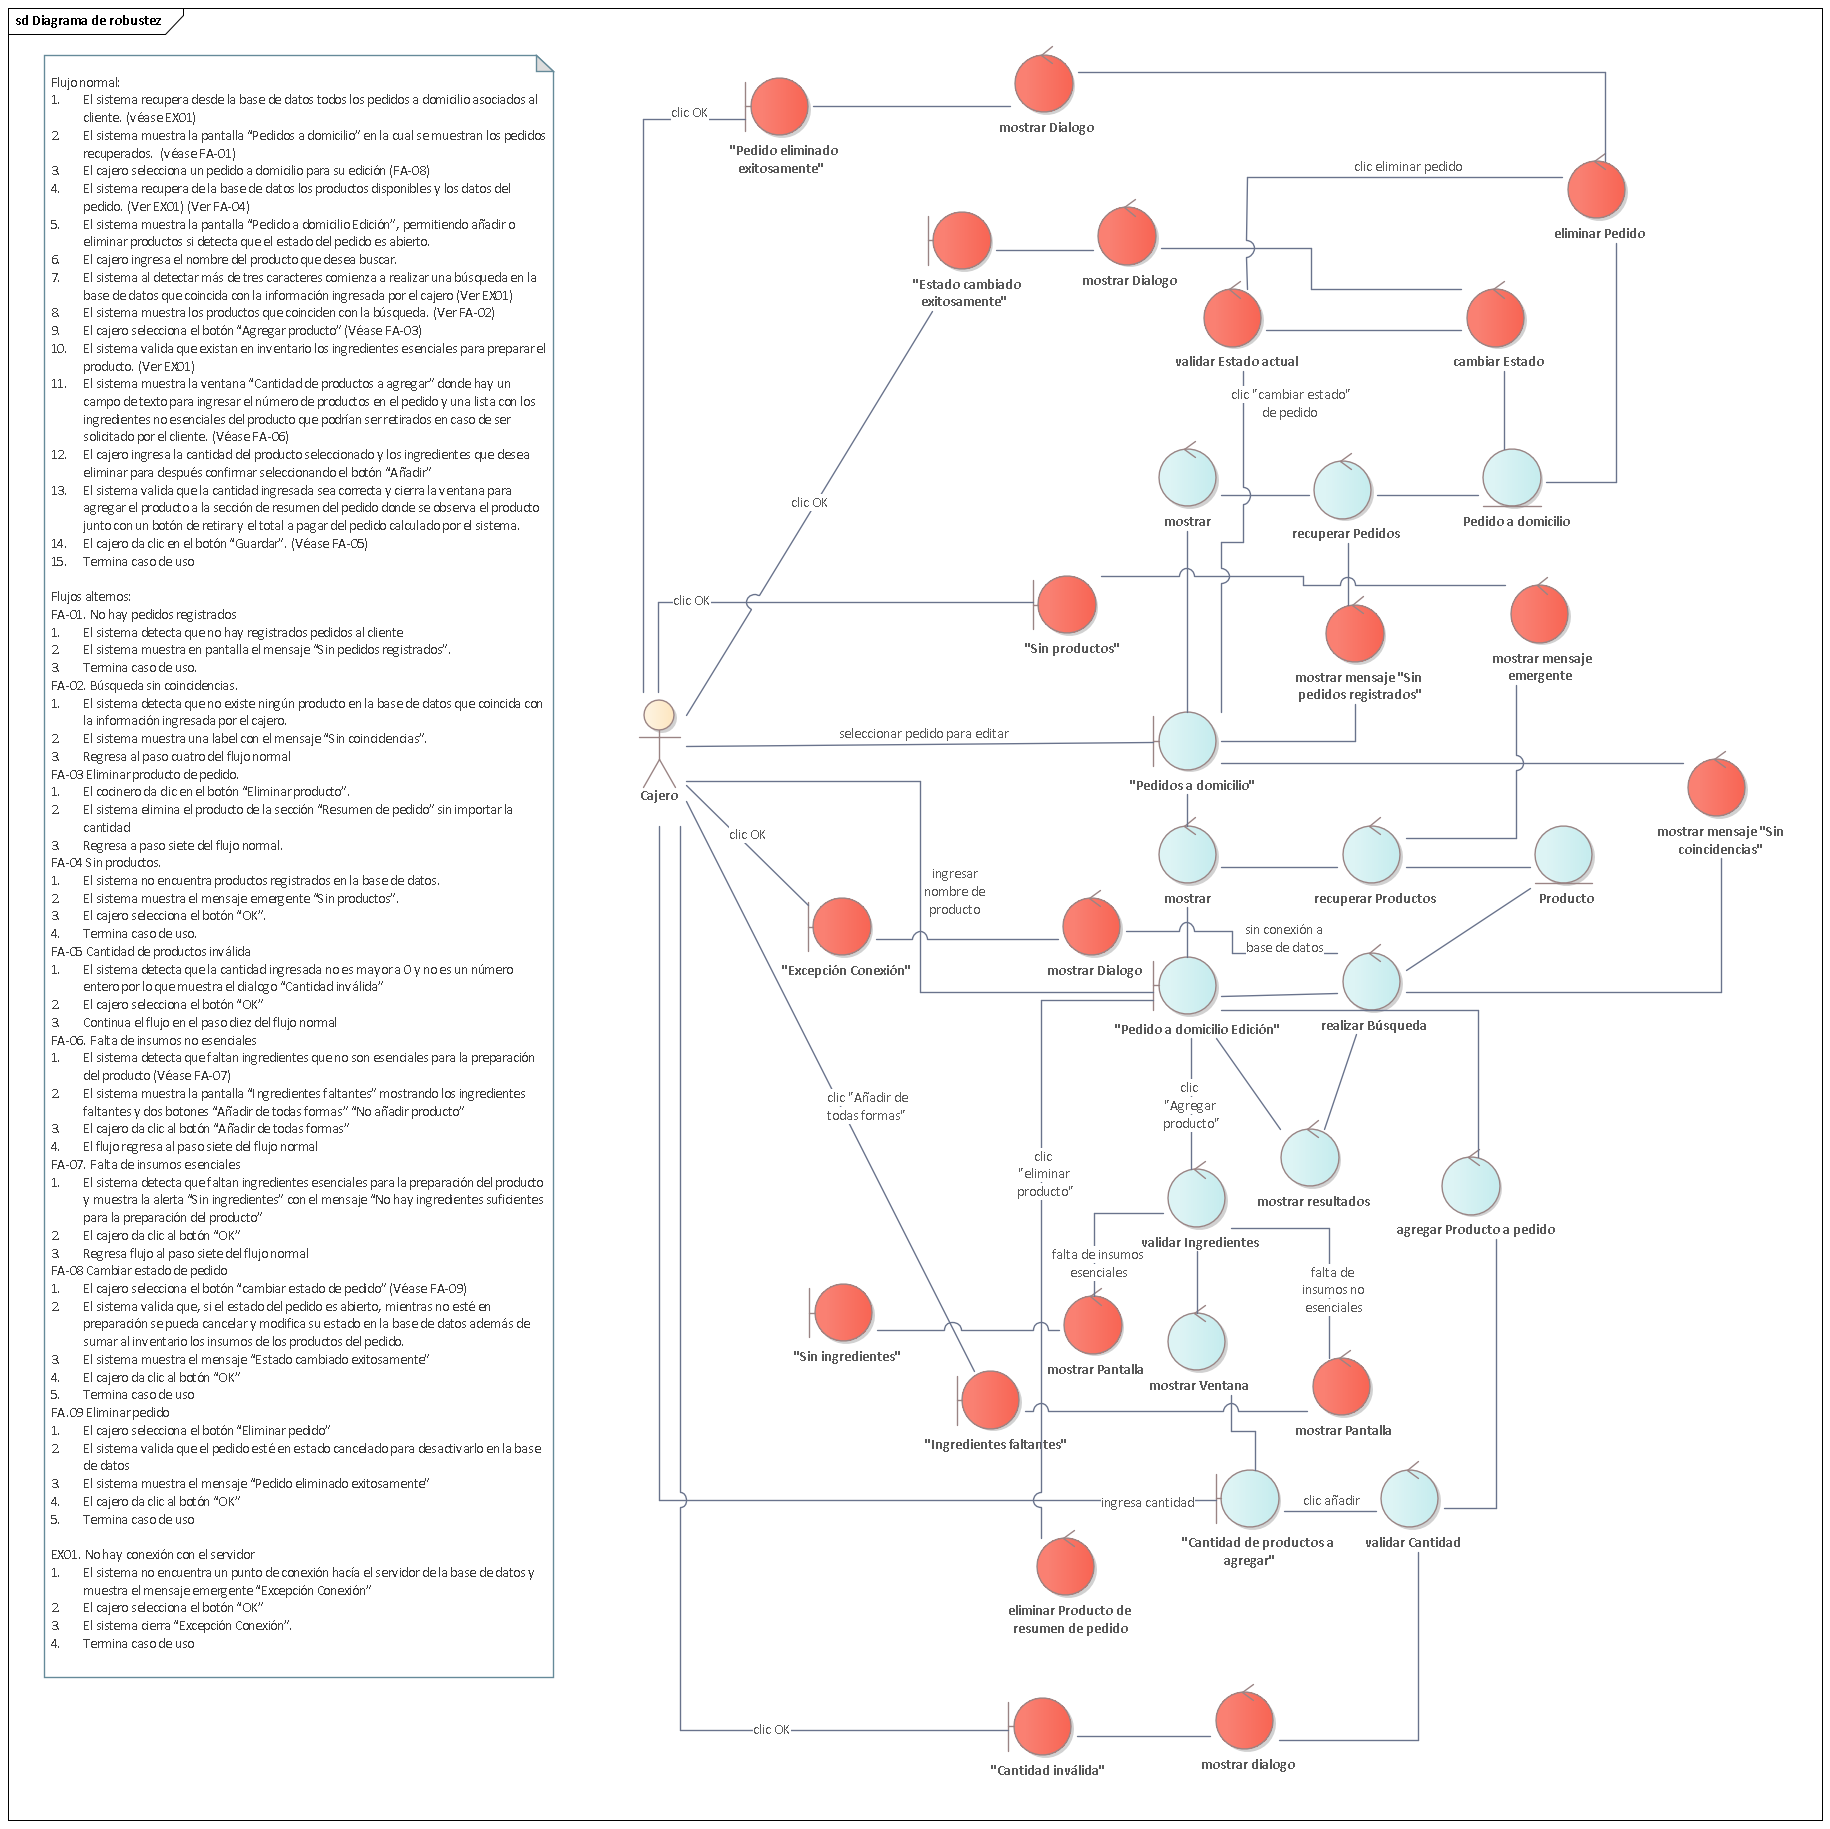 sd Diagrama de robustez
Flujo normal:
1. El sistema recupera desde la base de datos todos los pedidos a domicilio asociados al
cliente. (véase EX01)
2. El sistema muestra la pantalla “Pedidos a domicilio” en la cual se muestran los pedidos
recuperados. (véase FA-01)
3. El cajero selecciona un pedido a domicilio para su edición (FA-08)
4. El sistema recupera de la base de datos los productos disponibles y los datos del
pedido. (Ver EX01) (Ver FA-04)
5. El sistema muestra la pantalla “Pedido a domicilio Edición”, permitiendo añadir o
eliminar productos si detecta que el estado del pedido es abierto.
6. El cajero ingresa el nombre del producto que desea buscar.
7. El sistema al detectar más de tres caracteres comienza a realizar una búsqueda en la
base de datos que coincida con la información ingresada por el cajero (Ver EX01)
8. El sistema muestra los productos que coinciden con la búsqueda. (Ver FA-02)
9. El cajero selecciona el botón “Agregar producto” (Véase FA-03)
10. El sistema valida que existan en inventario los ingredientes esenciales para preparar el
producto. (Ver EX01)
11. El sistema muestra la ventana “Cantidad de productos a agregar” donde hay un
campo de texto para ingresar el número de productos en el pedido y una lista con los
ingredientes no esenciales del producto que podrían ser retirados en caso de ser
solicitado por el cliente. (Véase FA-06)
12. El cajero ingresa la cantidad del producto seleccionado y los ingredientes que desea
eliminar para después confirmar seleccionando el botón “Añadir”
13. El sistema valida que la cantidad ingresada sea correcta y cierra la ventana para
agregar el producto a la sección de resumen del pedido donde se observa el producto
junto con un botón de retirar y el total a pagar del pedido calculado por el sistema.
14. El cajero da clic en el botón “Guardar”. (Véase FA-05)
15. Termina caso de uso
Flujos alternos:
FA-01. No hay pedidos registrados
1. El sistema detecta que no hay registrados pedidos al cliente
2. El sistema muestra en pantalla el mensaje “Sin pedidos registrados”.
3. Termina caso de uso.
FA-02. Búsqueda sin coincidencias.
1. El sistema detecta que no existe ningún producto en la base de datos que coincida con
la información ingresada por el cajero.
2. El sistema muestra una label con el mensaje “Sin coincidencias”.
3. Regresa al paso cuatro del flujo normal
FA-03 Eliminar producto de pedido.
1. El cocinero da clic en el botón “Eliminar producto”.
2. El sistema elimina el producto de la sección “Resumen de pedido” sin importar la
cantidad
3. Regresa a paso siete del flujo normal.
FA-04 Sin productos.
1. El sistema no encuentra productos registrados en la base de datos.
2. El sistema muestra el mensaje emergente “Sin productos”.
3. El cajero selecciona el botón “OK”.
4. Termina caso de uso.
FA-05 Cantidad de productos inválida
1. El sistema detecta que la cantidad ingresada no es mayor a 0 y no es un número
entero por lo que muestra el dialogo “Cantidad inválida”
2. El cajero selecciona el botón “OK”
3. Continua el flujo en el paso diez del flujo normal
FA-06. Falta de insumos no esenciales
1. El sistema detecta que faltan ingredientes que no son esenciales para la preparación
del producto (Véase FA-07)
2. El sistema muestra la pantalla “Ingredientes faltantes” mostrando los ingredientes
faltantes y dos botones “Añadir de todas formas” “No añadir producto”
3. El cajero da clic al botón “Añadir de todas formas”
4. El flujo regresa al paso siete del flujo normal
FA-07. Falta de insumos esenciales
1. El sistema detecta que faltan ingredientes esenciales para la preparación del producto
y muestra la alerta “Sin ingredientes” con el mensaje “No hay ingredientes suficientes
para la preparación del producto”
2. El cajero da clic al botón “OK”
3. Regresa flujo al paso siete del flujo normal
FA-08 Cambiar estado de pedido
1. El cajero selecciona el botón “cambiar estado de pedido” (Véase FA-09)
2. El sistema valida que, si el estado del pedido es abierto, mientras no esté en
preparación se pueda cancelar y modifica su estado en la base de datos además de
sumar al inventario los insumos de los productos del pedido.
3. El sistema muestra el mensaje “Estado cambiado exitosamente”
4. El cajero da clic al botón “OK”
5. Termina caso de uso
FA.09 Eliminar pedido
1. El cajero selecciona el botón “Eliminar pedido”
2. El sistema valida que el pedido esté en estado cancelado para desactivarlo en la base
de datos
3. El sistema muestra el mensaje “Pedido eliminado exitosamente”
4. El cajero da clic al botón “OK”
5. Termina caso de uso
EX01. No hay conexión con el servidor
1. El sistema no encuentra un punto de conexión hacía el servidor de la base de datos y
muestra el mensaje emergente “Excepción Conexión”
2. El cajero selecciona el botón “OK”
3. El sistema cierra “Excepción Conexión”.
4. Termina caso de uso
clic OK
"Pedido eliminado
exitosamente"
mostrar Dialogo
clic eliminar pedido
eliminar Pedido
"Estado cambiado
exitosamente"
mostrar Dialogo
validar Estado actual
cambiar Estado
clic "cambiar estado"
de pedido
clic OK
mostrar
recuperar Pedidos
Pedido a domicilio
clic OK
"Sin productos"
mostrar mensaje "Sin
pedidos registrados"
mostrar mensaje
emergente
Cajero
seleccionar pedido para editar
"Pedidos a domicilio"
mostrar mensaje "Sin
coincidencias"
clic OK
ingresar
nombre de
producto
mostrar
recuperar Productos
Producto
"Excepción Conexión"
mostrar Dialogo
sin conexión a
base de datos
"Pedido a domicilio Edición"
realizar Búsqueda
clic "Añadir de
todas formas"
clic
"Agregar
producto"
clic
"eliminar
producto"
mostrar resultados
agregar Producto a pedido
validar Ingredientes
falta de insumos
esenciales
falta de
insumos no
esenciales
"Sin ingredientes"
mostrar Pantalla
mostrar Ventana
mostrar Pantalla
"Ingredientes faltantes"
ingresa cantidad
"Cantidad de productos a
agregar"
clic añadir
validar Cantidad
eliminar Producto de
resumen de pedido
clic OK
"Cantidad inválida"
mostrar dialogo